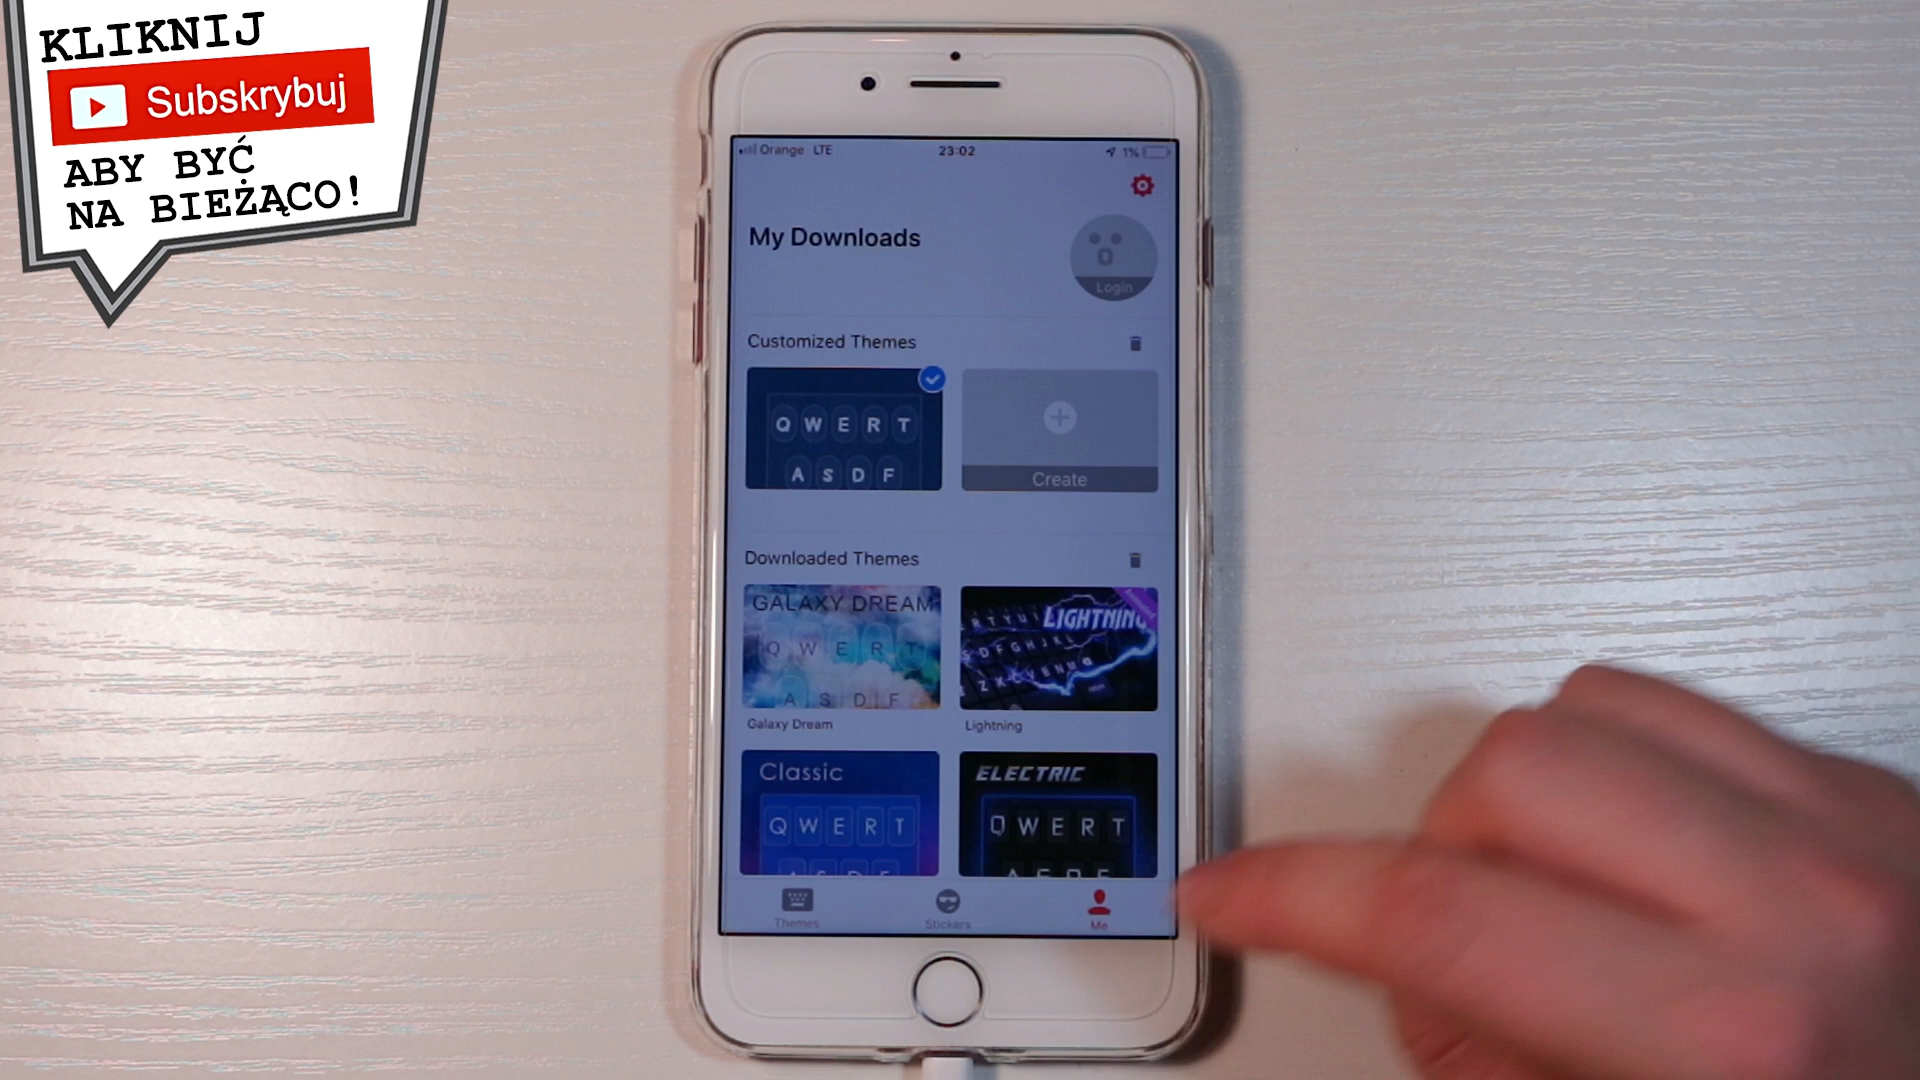 KLIKNIJ
Subskrybuj
ABY BYĆ
NA BIEŻĄCO!
Orange LTE 23:02 1%
My Downloads
Login
Customized Themes
Q W E R T
A S D F
Create
Downloaded Themes
GALAXY DREAM
Q W E R T
A S D F
Galaxy Dream
LIGHTNING
R T Y U I
S D F G H J K L
Z X C V B N M
Lightning
Classic
Q W E R T
A S D F
ELECTRIC
Q W E R T
A S D F
Themes Stickers Me